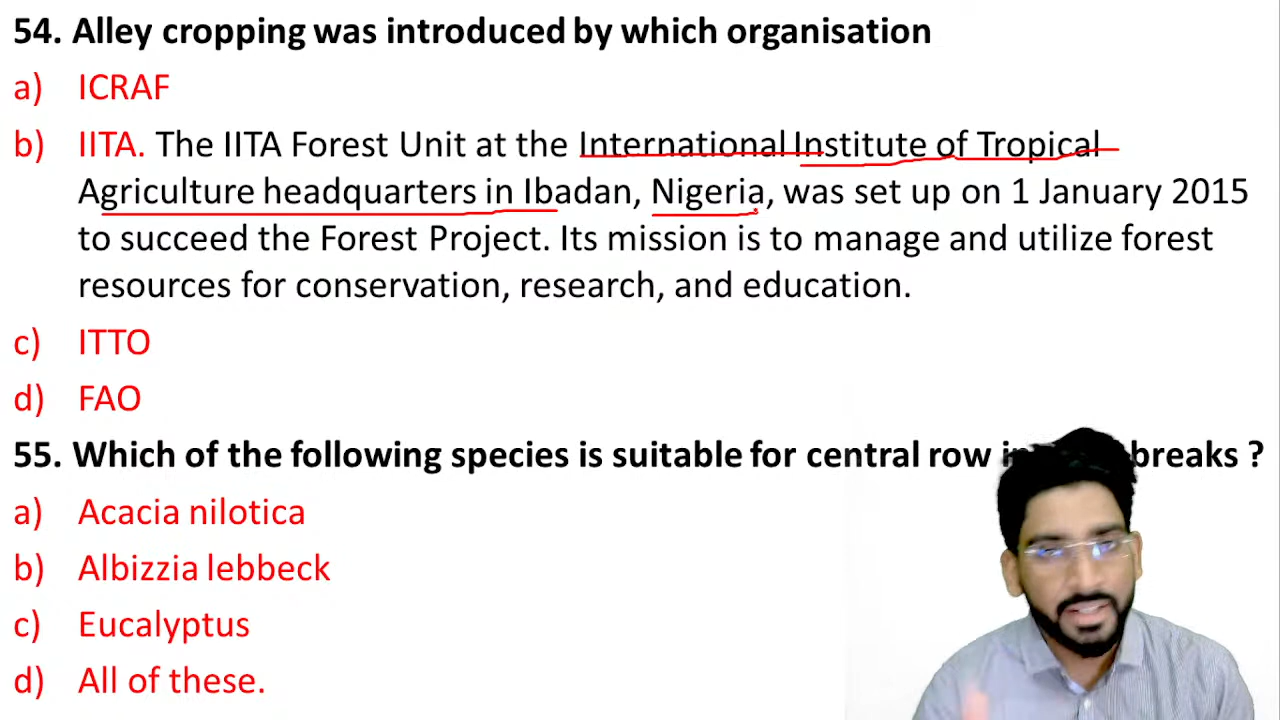 54. Alley cropping was introduced by which organisation
a) ICRAF
b) IITA. The IITA Forest Unit at the International Institute of Tropical
Agriculture headquarters in Ibadan, Nigeria, was set up on 1 January 2015
to succeed the Forest Project. Its mission is to manage and utilize forest
resources for conservation, research, and education.
c) ITTO
d) FAO
55. Which of the following species is suitable for central row breaks ?
a) Acacia nilotica
b) Albizzia lebbeck
c) Eucalyptus
d) All of these.